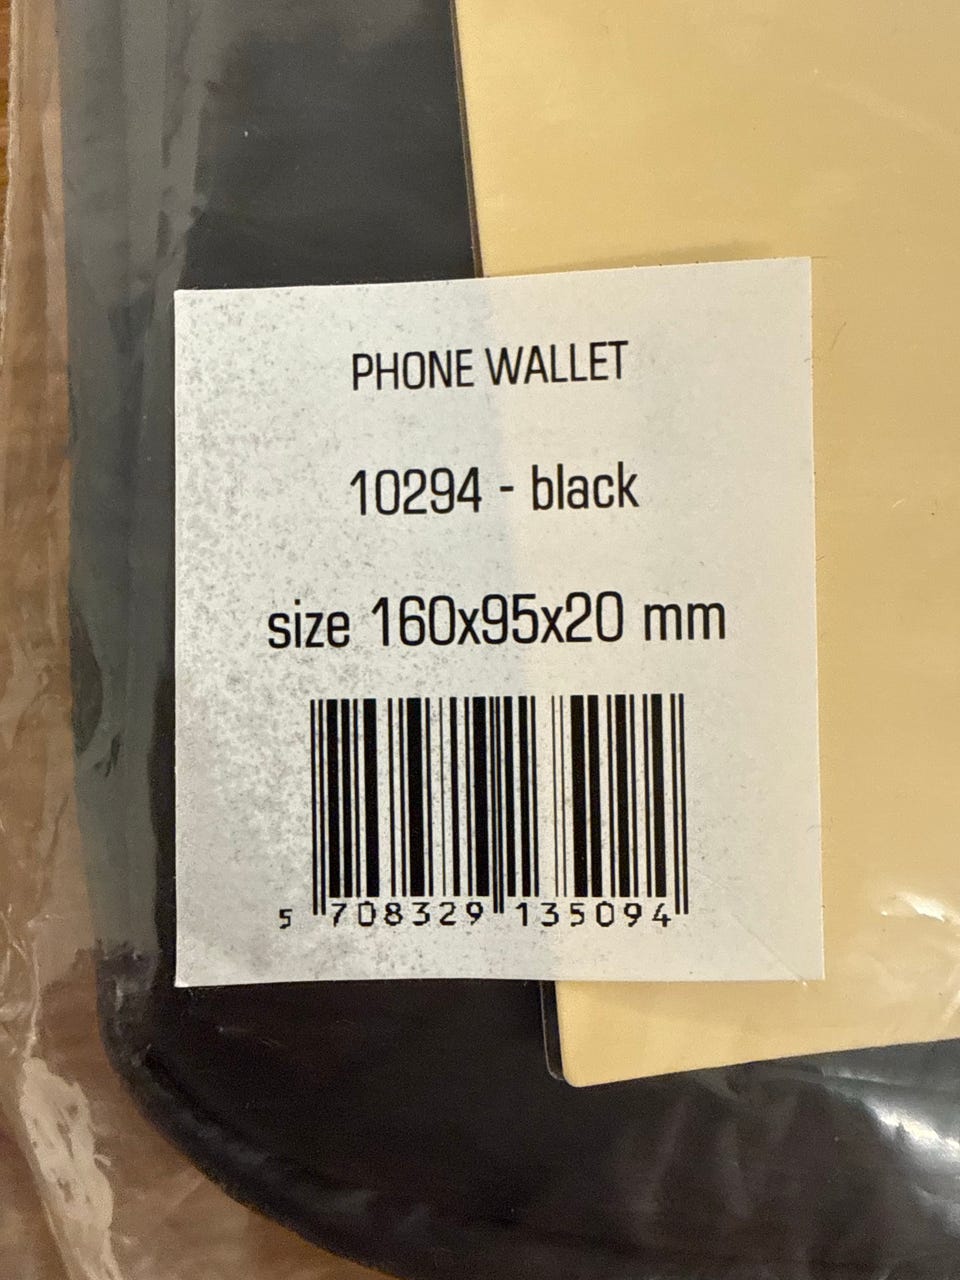 PHONE WALLET
10294 - black
size 160x95x20 mm
5 708329 135094